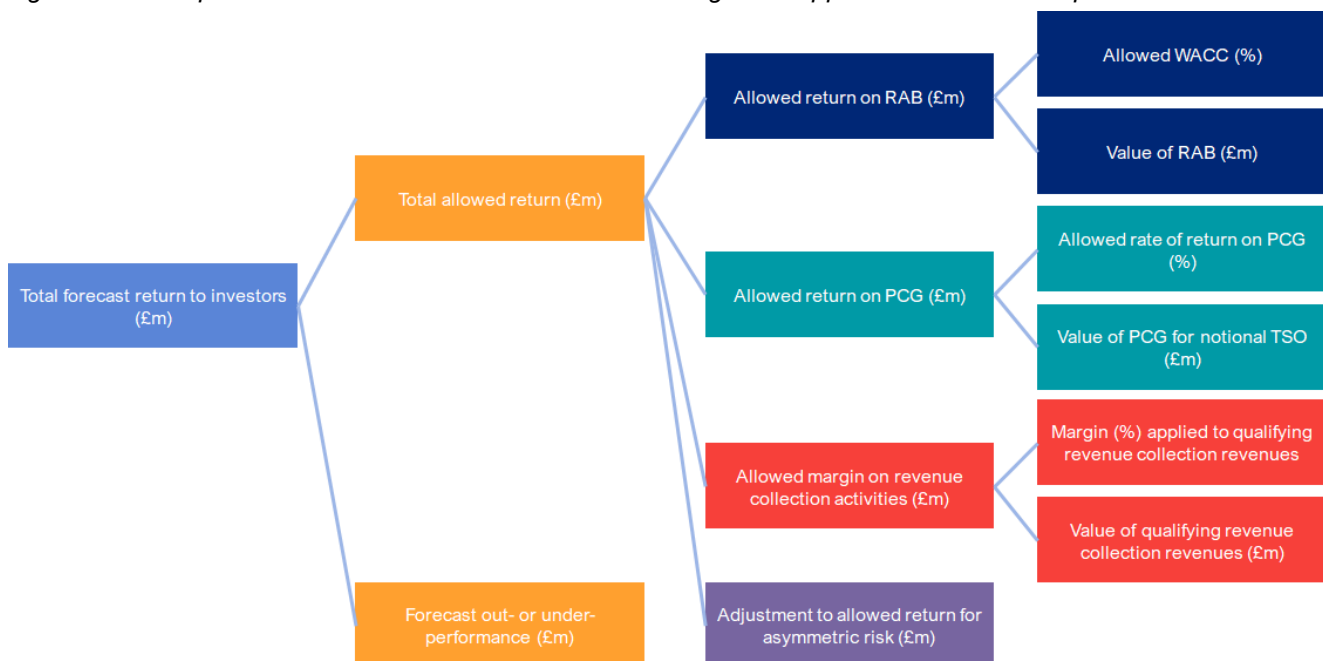 Allowed WACC (%)
Allowed return on RAB (£m)
Value of RAB (£m)
Total allowed return (£m)
Allowed rate of return on PCG
(%)
Total forecast return to investors
(£m)
Allowed return on PCG (£m)
Value of PCG for notional TSO
(£m)
Margin (%) applied to qualifying
revenue collection revenues
Allowed margin on revenue
collection activities (£m)
Value of qualifying revenue
collection revenues (£m)
Forecast out- or under-
performance (£m)
Adjustment to allowed return for
asymmetric risk (£m)